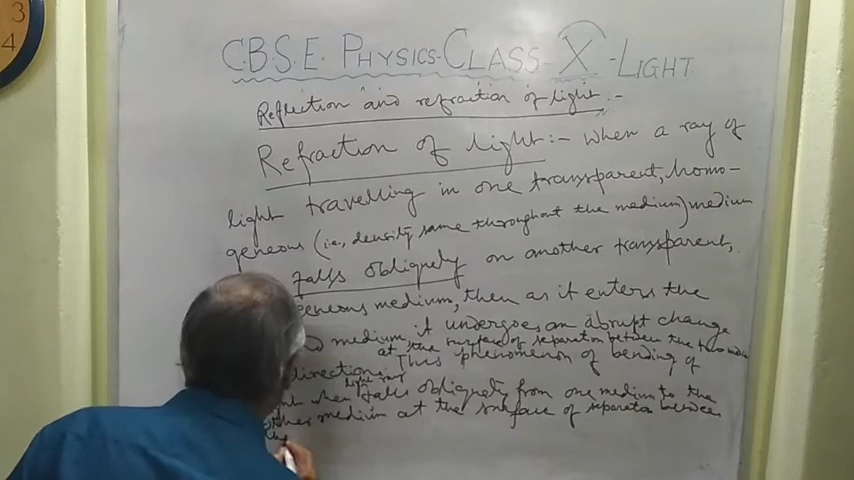 3
4
C.B.S.E. PHYSICS-CLASS-X-LIGHT
Reflection and refraction of light:-
Refraction of light:- When a ray of
light travelling in one transparent, homo-
geneous (i.e., density same throughout the medium) medium
falls obliquely on another transparent,
geneous medium, then as it enters the
medium it undergoes an abrupt change
at the surface of separation between the two
direction. This phenomenon of bending of
light ray
when falls obliquely from one medium to the
other medium at the surface of separation between
the